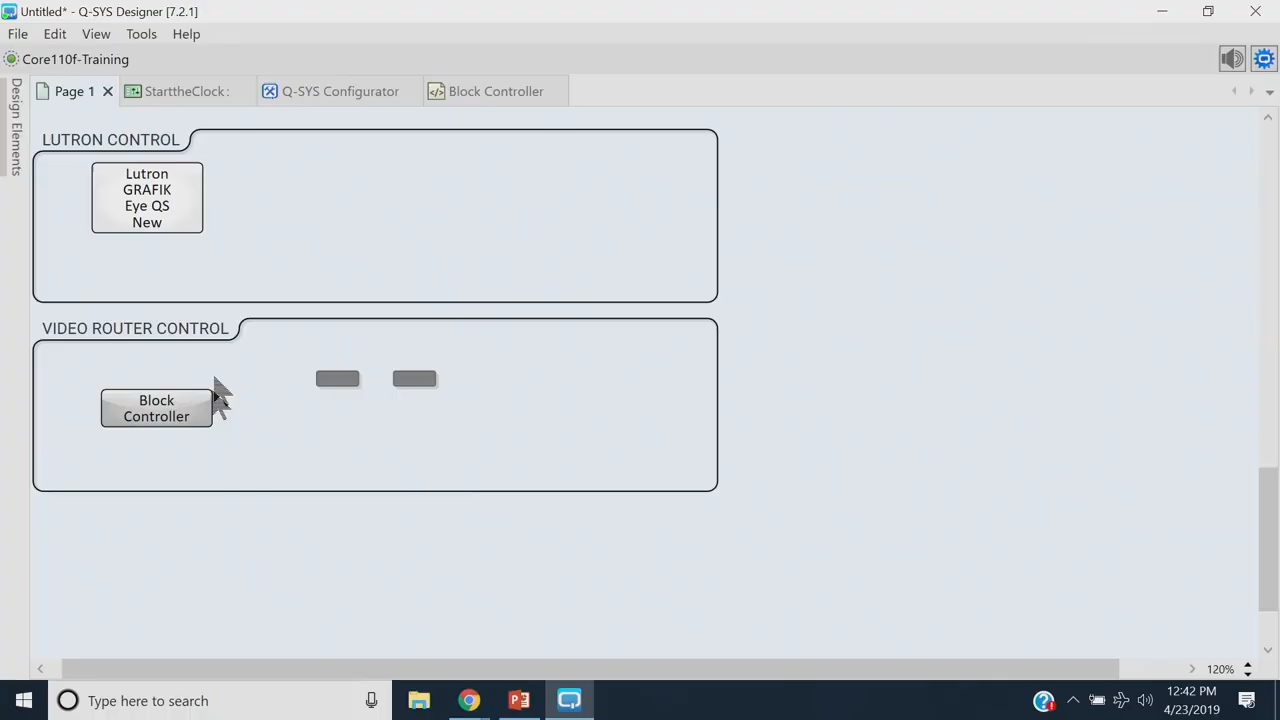 Untitled* - Q-SYS Designer [7.2.1]
File Edit View Tools Help
Core110f-Training
Page 1
StarttheClock:
Q-SYS Configurator
Block Controller
Design Elements
LUTRON CONTROL
Lutron
GRAFIK
Eye QS
New
VIDEO ROUTER CONTROL
Block
Controller
120%
Type here to search
12:42 PM
4/23/2019